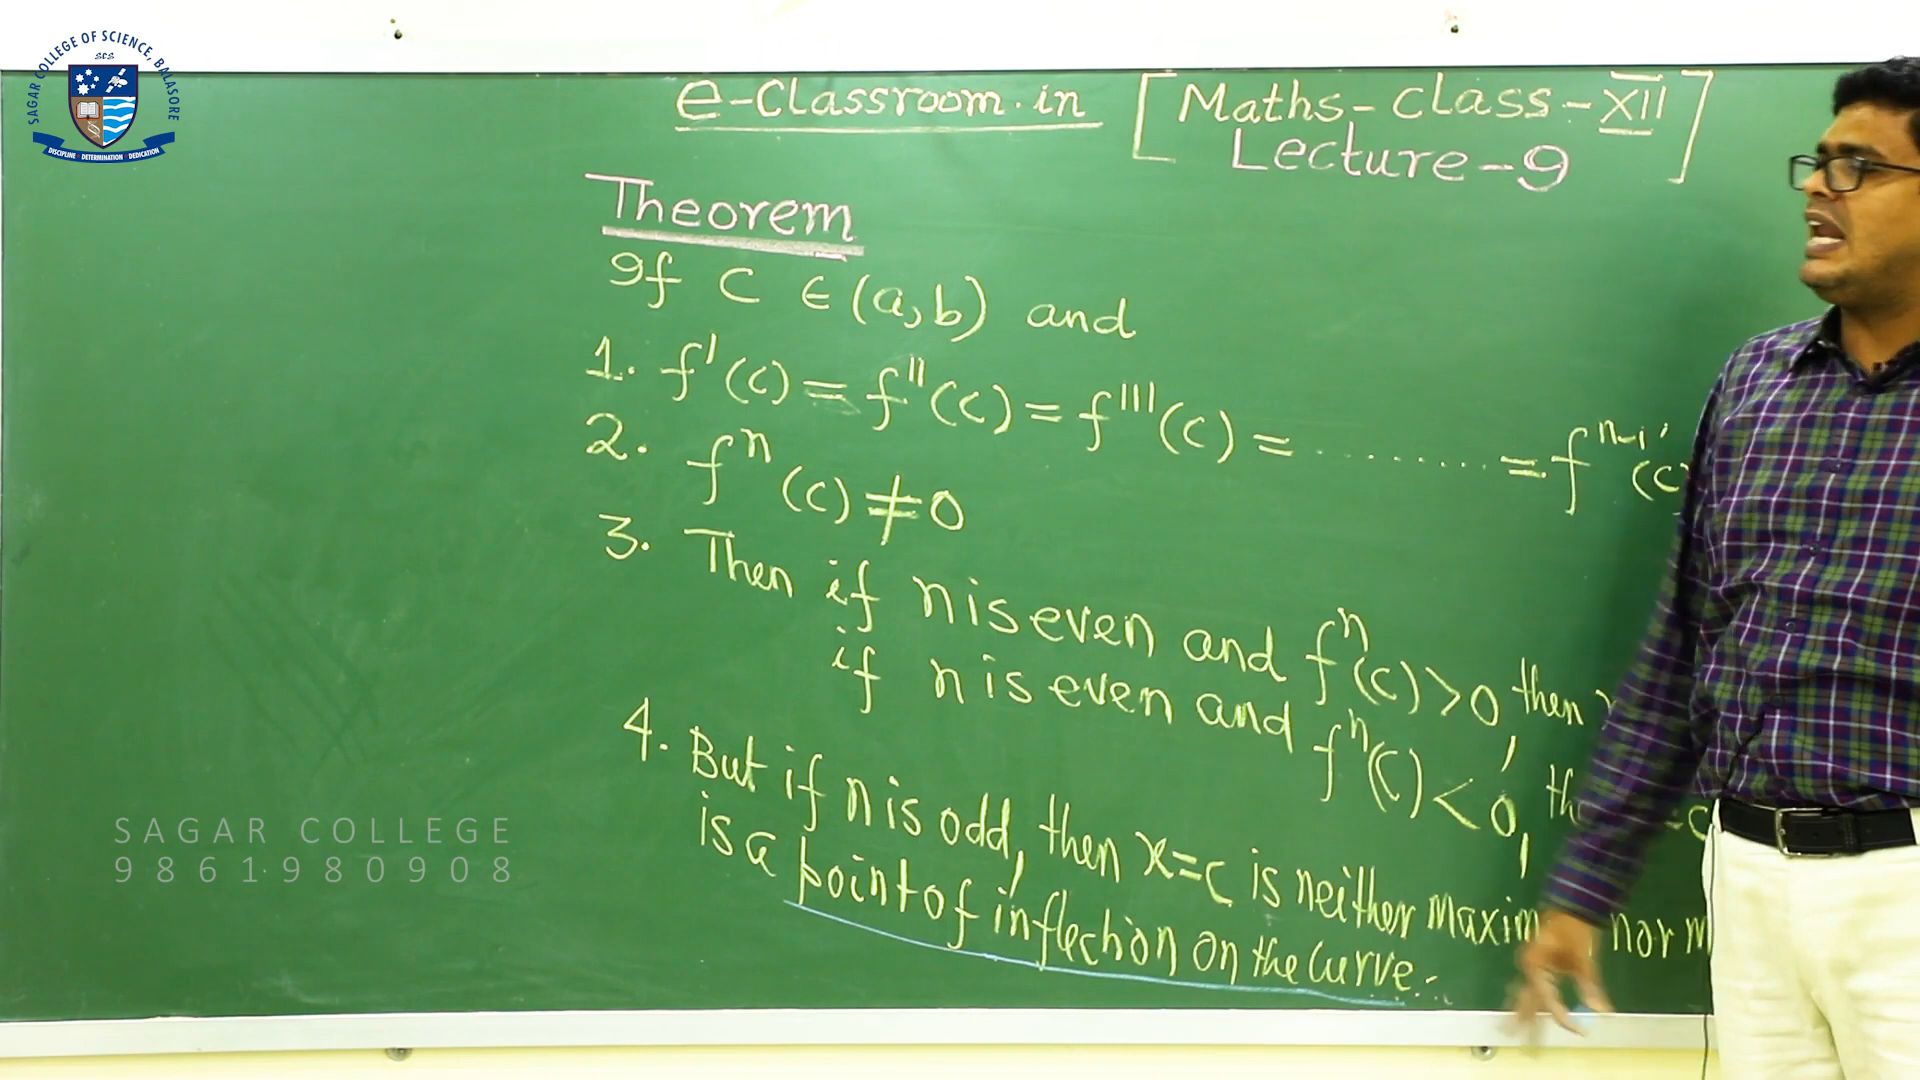 SAGAR COLLEGE OF SCIENCE, BALASORE
SCS
DISCIPLINE DETERMINATION DEDICATION
e-Classroom.in [Maths-class-XII
Lecture-9]
Theorem
If C ∈ (a,b) and
1. f'(c) = f''(c) = f''''(c) = ......... = f^{n-1}(c)
2. f^n(c) ≠ 0
3. Then if n is even and f^n(c) > 0, then
if n is even and f^n(c) < 0,
4. But if n is odd, then x=c is neither nor
is a point of inflection on the curve.
SAGAR COLLEGE
9861980908